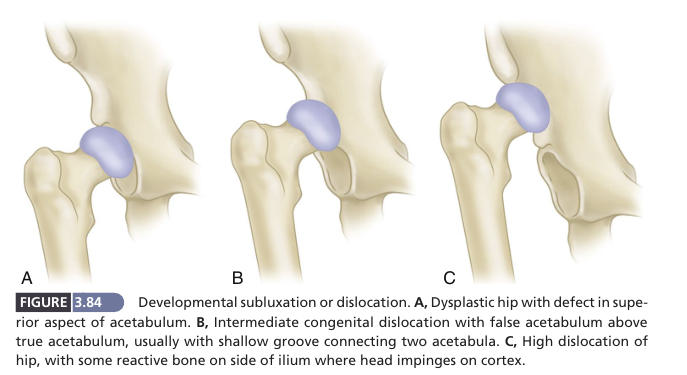 A
B
C
FIGURE 3.84 Developmental subluxation or dislocation. A, Dysplastic hip with defect in supe-
rior aspect of acetabulum. B, Intermediate congenital dislocation with false acetabulum above
true acetabulum, usually with shallow groove connecting two acetabula. C, High dislocation of
hip, with some reactive bone on side of ilium where head impinges on cortex.